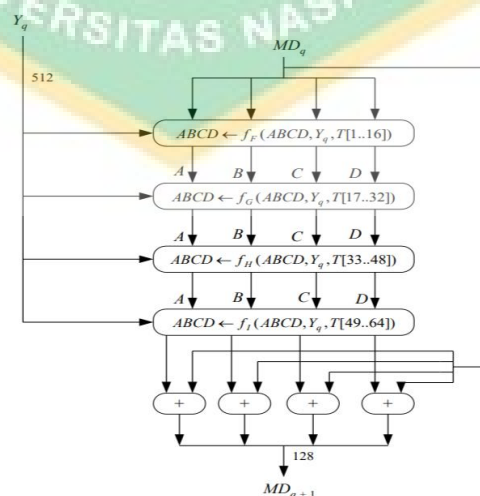 ERSITAS NAS
Y_q
MD_q
512
ABCD ← f_F (ABCD, Y_q, T[1..16])
A B C D
ABCD ← f_G (ABCD, Y_q, T[17..32])
A B C D
ABCD ← f_H (ABCD, Y_q, T[33..48])
A B C D
ABCD ← f_I (ABCD, Y_q, T[49..64])
+ + + +
128
MD_{q+1}